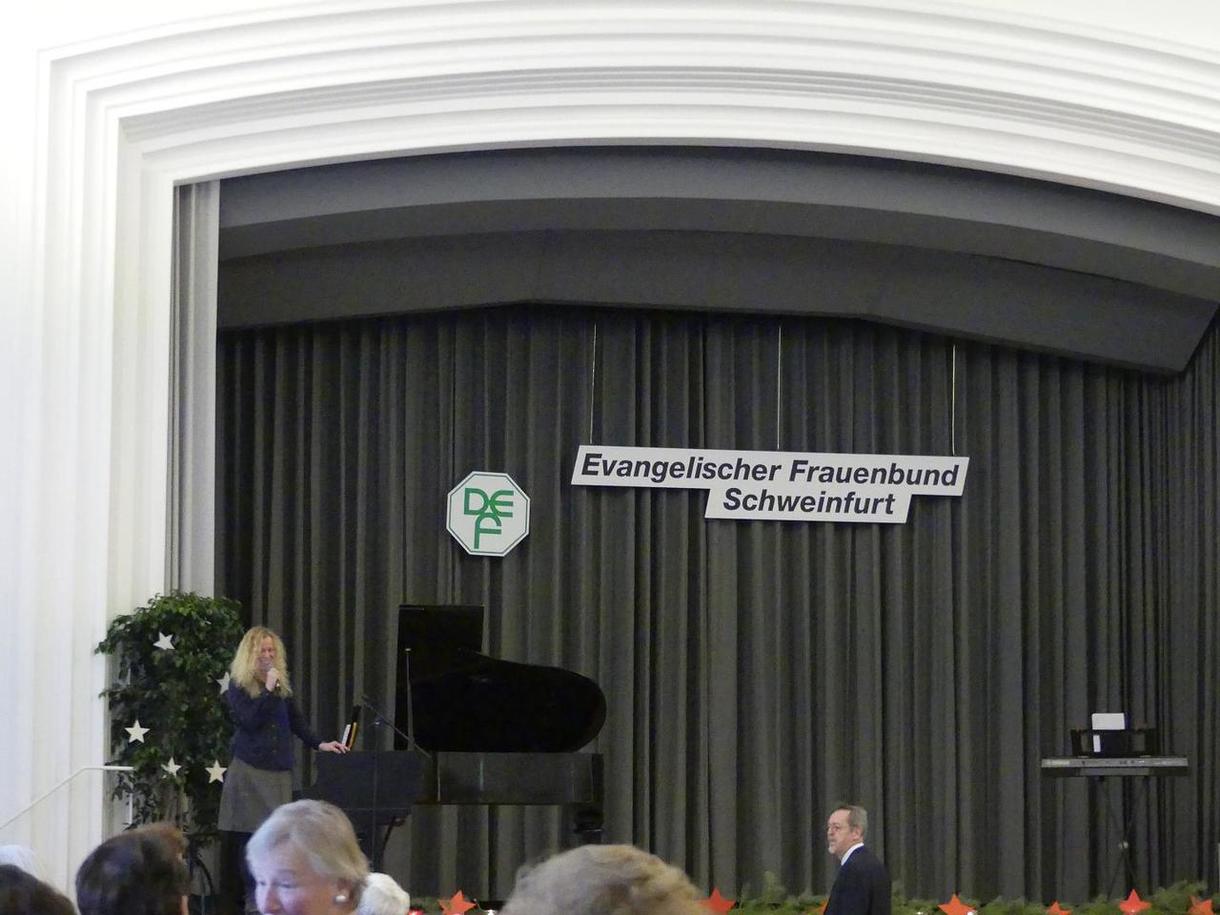 Evangelischer Frauenbund
Schweinfurt
DEF